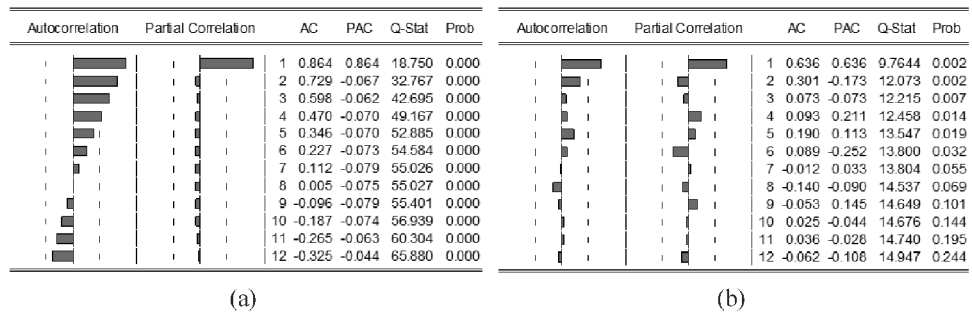 Autocorrelation Partial Correlation AC PAC Q-Stat Prob
1 0.864 0.864 18.750 0.000
2 0.729 -0.067 32.767 0.000
3 0.598 -0.062 42.695 0.000
4 0.470 -0.070 49.167 0.000
5 0.346 -0.070 52.885 0.000
6 0.227 -0.073 54.584 0.000
7 0.112 -0.079 55.026 0.000
8 0.005 -0.075 55.027 0.000
9 -0.096 -0.079 55.401 0.000
10 -0.187 -0.074 56.939 0.000
11 -0.265 -0.063 60.304 0.000
12 -0.325 -0.044 65.880 0.000
(a)
Autocorrelation Partial Correlation AC PAC Q-Stat Prob
1 0.636 0.636 9.7644 0.002
2 0.301 -0.173 12.073 0.002
3 0.073 -0.073 12.215 0.007
4 0.093 0.211 12.458 0.014
5 0.190 0.113 13.547 0.019
6 0.089 -0.252 13.800 0.032
7 -0.012 0.033 13.804 0.055
8 -0.140 -0.090 14.537 0.069
9 -0.053 0.145 14.649 0.101
10 0.025 -0.044 14.676 0.144
11 0.036 -0.028 14.740 0.195
12 -0.062 -0.108 14.947 0.244
(b)